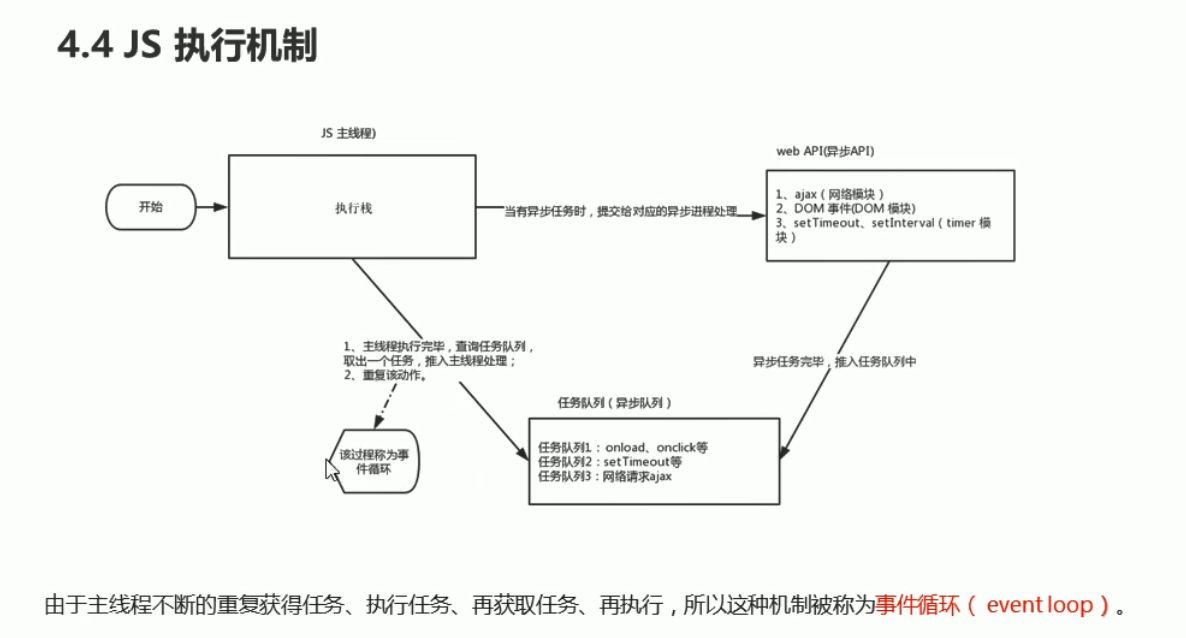 4.4 JS 执行机制
JS 主线程)
web API(异步API)
开始
执行栈
当有异步任务时，提交给对应的异步进程处理
1、ajax（网络模块）
2、DOM 事件(DOM 模块)
3、setTimeout、setInterval（timer 模
块）
1、主线程执行完毕，查询任务队列，
取出一个任务，推入主线程处理；
2、重复该动作。
异步任务完毕，推入任务队列中
任务队列（异步队列）
该过程称为事
件循环
任务队列1：onload、onclick等
任务队列2：setTimeout等
任务队列3：网络请求ajax
由于主线程不断的重复获得任务、执行任务、再获取任务、再执行，所以这种机制被称为事件循环（ event loop）。